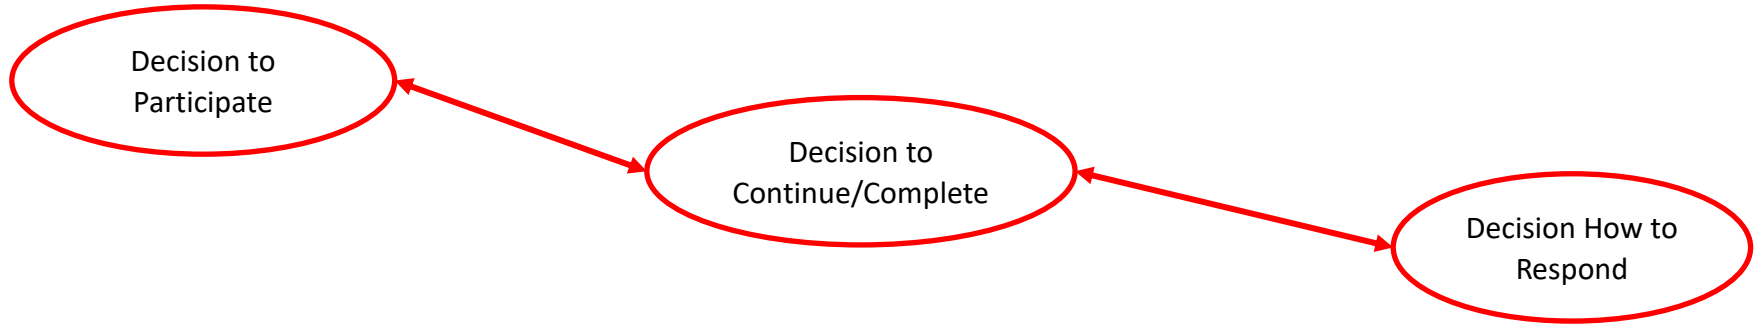 Decision to
Participate
Decision to
Continue/Complete
Decision How to
Respond